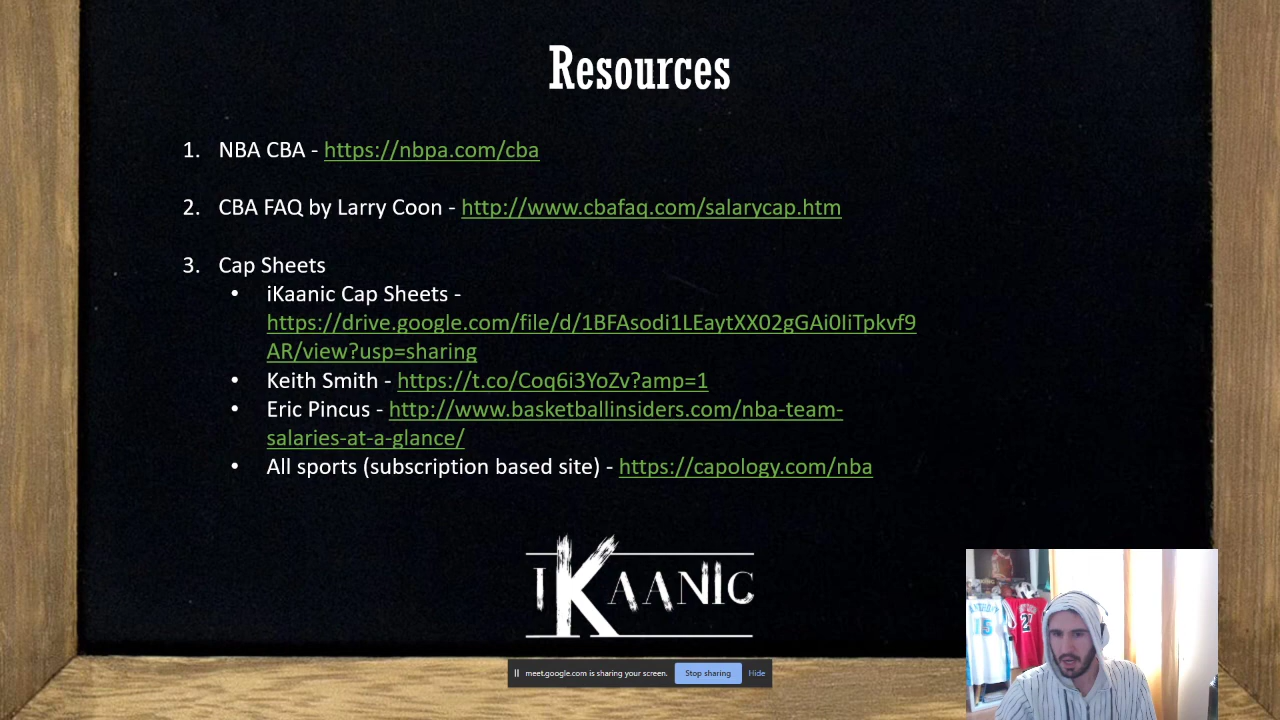 Resources
1. NBA CBA - https://nbpa.com/cba
2. CBA FAQ by Larry Coon - http://www.cbafaq.com/salarycap.htm
3. Cap Sheets
• iKaanic Cap Sheets -
https://drive.google.com/file/d/1BFAsodi1LEaytXX02gGAi0IiTpkvf9
AR/view?usp=sharing
• Keith Smith - https://t.co/Coq6i3YoZv?amp=1
• Eric Pincus - http://www.basketballinsiders.com/nba-team-
salaries-at-a-glance/
• All sports (subscription based site) - https://capology.com/nba
IKAANIC
meet.google.com is sharing your screen. Stop sharing Hide
15